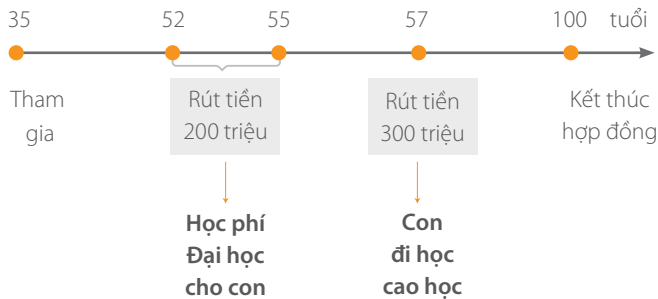 35 52 55 57 100 tuổi
Tham
gia
Rút tiền
200 triệu
Rút tiền
300 triệu
Kết thúc
hợp đồng
Học phí
Đại học
cho con
Con
đi học
cao học